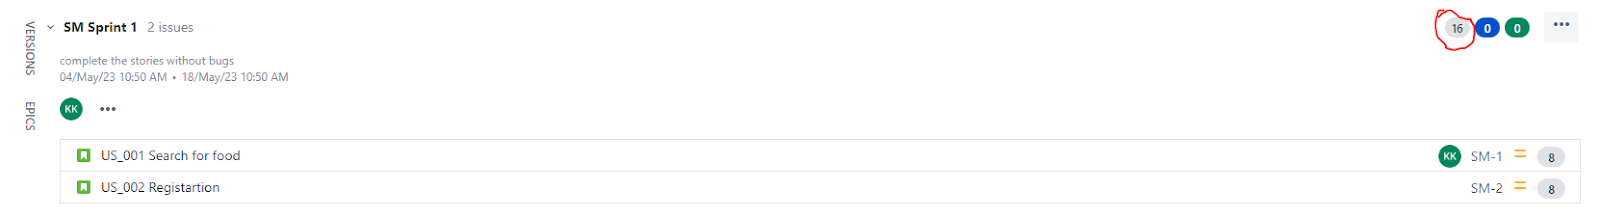 VERSIONS
SM Sprint 1 2 issues 16 0 0
complete the stories without bugs
04/May/23 10:50 AM • 18/May/23 10:50 AM
EPICS
KK
US_001 Search for food KK SM-1 8
US_002 Registartion SM-2 8